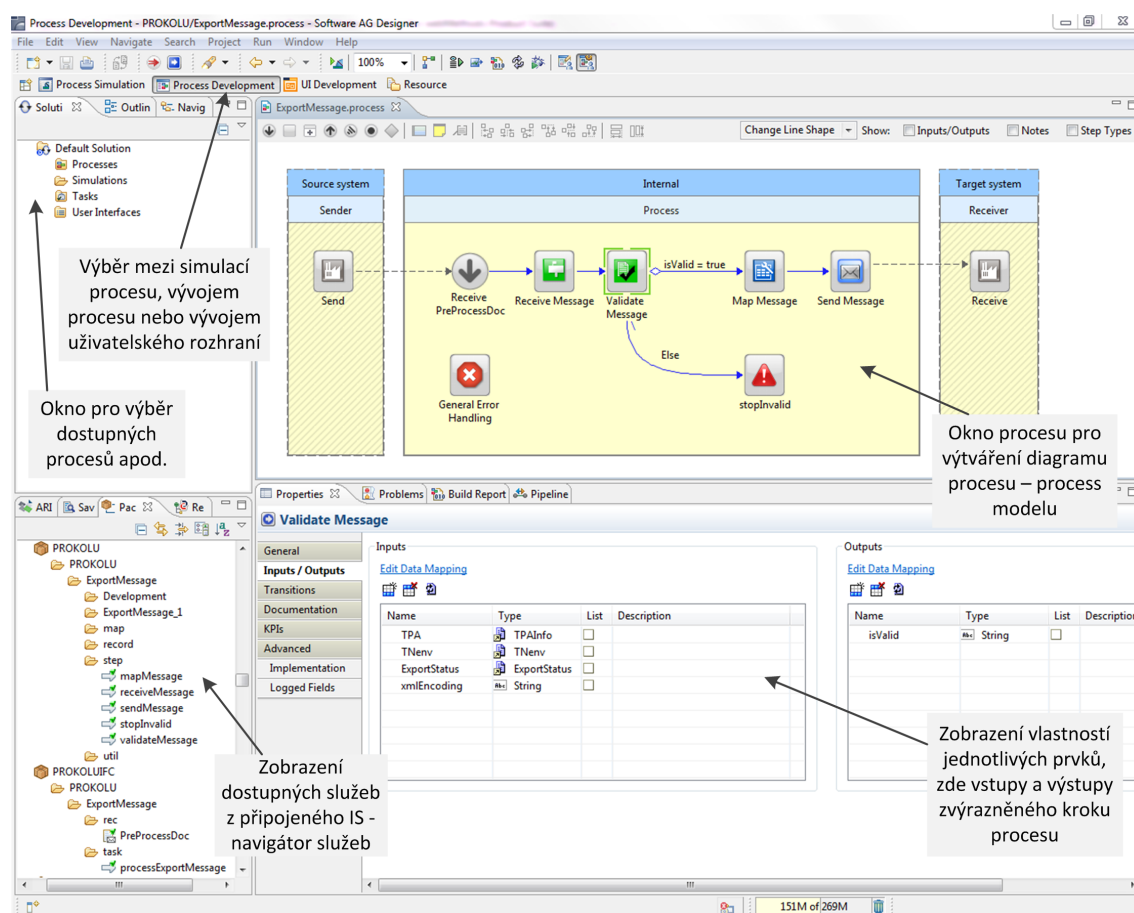 Process Development - PROKOLU/ExportMessage.process - Software AG Designer
File Edit View Navigate Search Project Run Window Help
100%
Process Simulation Process Development UI Development Resource
Soluti Outlin Navig
Default Solution
Processes
Simulations
Tasks
User Interfaces
ExportMessage.process
Change Line Shape Show: Inputs/Outputs Notes Step Types
Source system Internal Target system
Sender Process Receiver
Send
Receive
PreProcessDoc
Receive Message
Validate
Message
isValid = true
Map Message
Send Message
Receive
Else
General Error
Handling
stopInvalid
Výběr mezi simulací
procesu, vývojem
procesu nebo vývojem
uživatelského rozhraní
Okno pro výběr
dostupných
procesů apod.
Okno procesu pro
výtváření diagramu
procesu – process
modelu
ARI Sav Pac Re
PROKOLU
PROKOLU
ExportMessage
Development
ExportMessage_1
map
record
step
mapMessage
receiveMessage
sendMessage
stopInvalid
validateMessage
util
PROKOLUIFC
PROKOLU
ExportMessage
rec
PreProcessDoc
task
processExportMessage
Zobrazení
dostupných služeb
z připojeného IS -
navigátor služeb
Properties Problems Build Report Pipeline
Validate Message
General
Inputs / Outputs
Transitions
Documentation
KPIs
Advanced
Implementation
Logged Fields
Inputs
Edit Data Mapping
Name Type List Description
TPA TPAInfo
TNenv TNenv
ExportStatus ExportStatus
xmlEncoding Abc String
Outputs
Edit Data Mapping
Name Type List Description
isValid Abc String
Zobrazení vlastností
jednotlivých prvků,
zde vstupy a výstupy
zvýrazněného kroku
procesu
151M of 269M